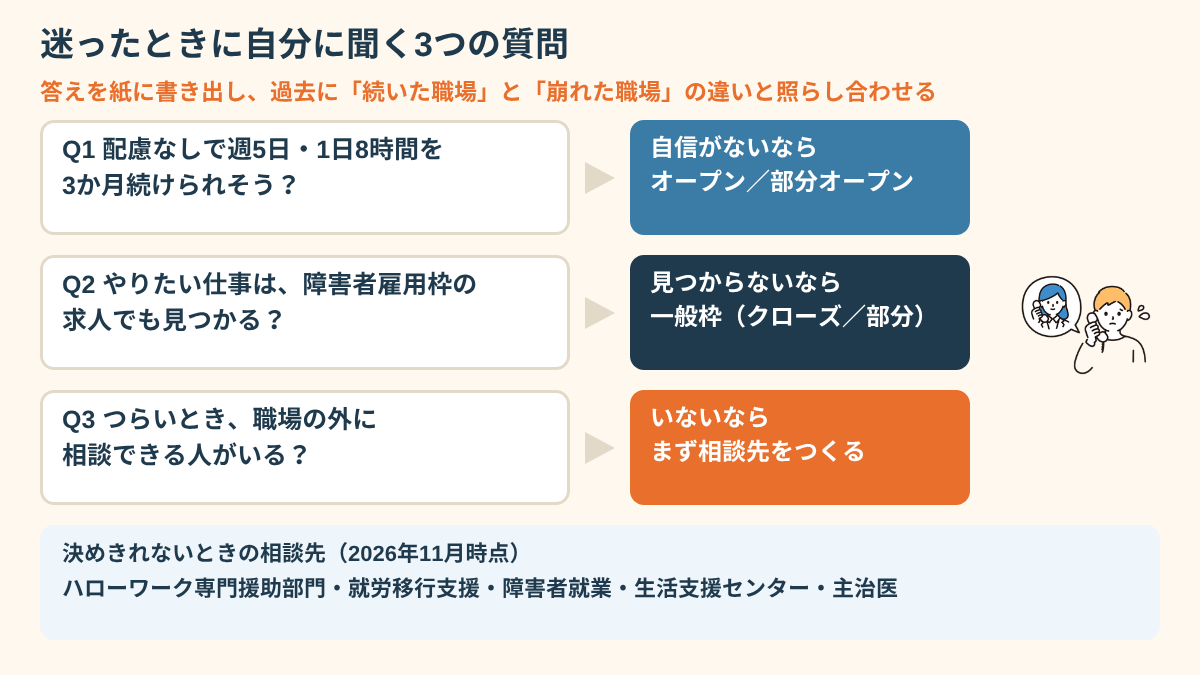 迷ったときに自分に聞く3つの質問
答えを紙に書き出し、過去に「続いた職場」と「崩れた職場」の違いと照らし合わせる
Q1 配慮なしで週5日・1日8時間を
3か月続けられそう？
自信がないなら
オープン／部分オープン
Q2 やりたい仕事は、障害者雇用枠の
求人でも見つかる？
見つからないなら
一般枠（クローズ／部分）
Q3 つらいとき、職場の外に
相談できる人がいる？
いないなら
まず相談先をつくる
決めきれないときの相談先（2026年11月時点）
ハローワーク専門援助部門・就労移行支援・障害者就業・生活支援センター・主治医